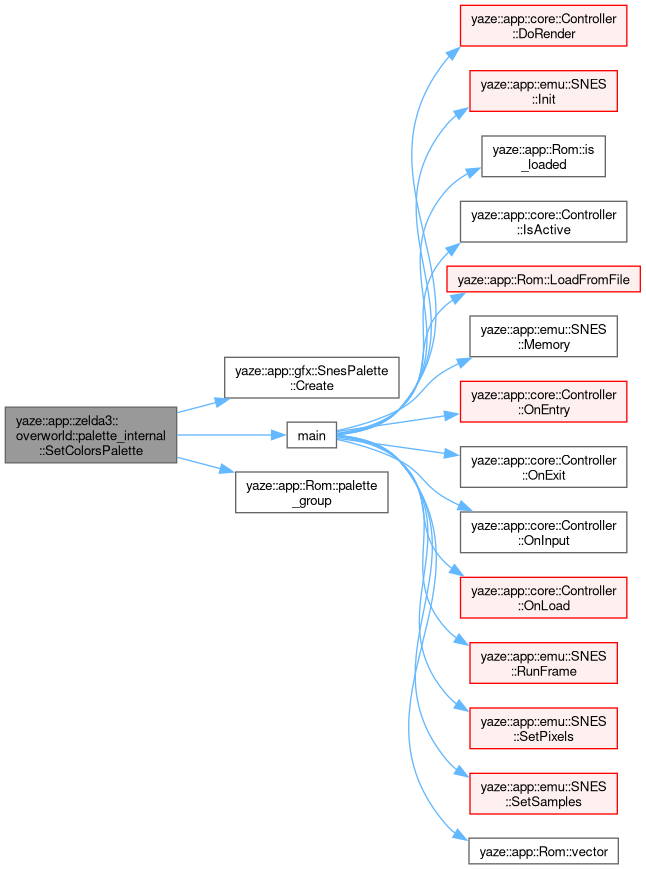 yaze::app::zelda3::
overworld::palette_internal
::SetColorsPalette
yaze::app::gfx::SnesPalette
::Create
main
yaze::app::Rom::palette
_group
yaze::app::core::Controller
::DoRender
yaze::app::emu::SNES
::Init
yaze::app::Rom::is
_loaded
yaze::app::core::Controller
::IsActive
yaze::app::Rom::LoadFromFile
yaze::app::emu::SNES
::Memory
yaze::app::core::Controller
::OnEntry
yaze::app::core::Controller
::OnExit
yaze::app::core::Controller
::OnInput
yaze::app::core::Controller
::OnLoad
yaze::app::emu::SNES
::RunFrame
yaze::app::emu::SNES
::SetPixels
yaze::app::emu::SNES
::SetSamples
yaze::app::Rom::vector